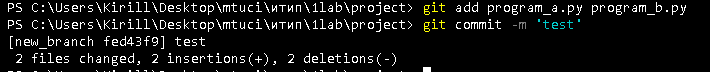 PS C:\Users\Kirill\Desktop\mtuci\итип\1lab\project> git add program_a.py program_b.py
PS C:\Users\Kirill\Desktop\mtuci\итип\1lab\project> git commit -m 'test'
[new_branch fed43f9] test
 2 files changed, 2 insertions(+), 2 deletions(-)